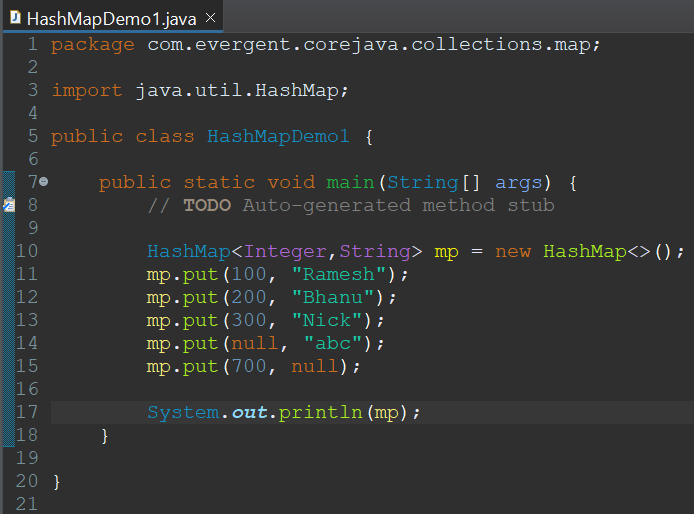 HashMapDemo1.java
1 package com.evergent.corejava.collections.map;
2
3 import java.util.HashMap;
4
5 public class HashMapDemo1 {
6
7 public static void main(String[] args) {
8 // TODO Auto-generated method stub
9
10 HashMap<Integer,String> mp = new HashMap<>();
11 mp.put(100, "Ramesh");
12 mp.put(200, "Bhanu");
13 mp.put(300, "Nick");
14 mp.put(null, "abc");
15 mp.put(700, null);
16
17 System.out.println(mp);
18 }
19
20 }
21